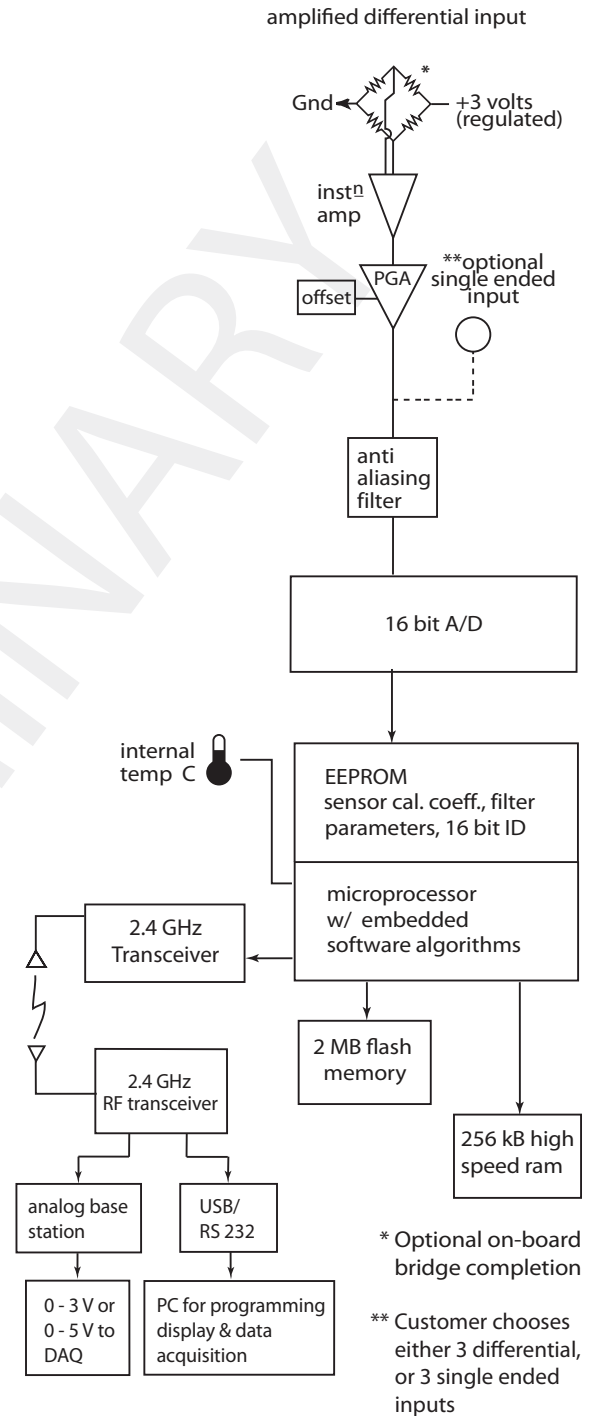 amplified differential input
*
Gnd
+3 volts
(regulated)
instn
amp
PGA
**optional
single ended
input
offset
anti
aliasing
filter
16 bit A/D
internal
temp C
EEPROM
sensor cal. coeff., filter
parameters, 16 bit ID
microprocessor
w/ embedded
software algorithms
2.4 GHz
Transceiver
2 MB flash
memory
2.4 GHz
RF transceiver
256 kB high
speed ram
analog base
station
USB/
RS 232
0 - 3 V or
0 - 5 V to
DAQ
PC for programming
display & data
acquisition
* Optional on-board
bridge completion
** Customer chooses
either 3 differential,
or 3 single ended
inputs
INARY